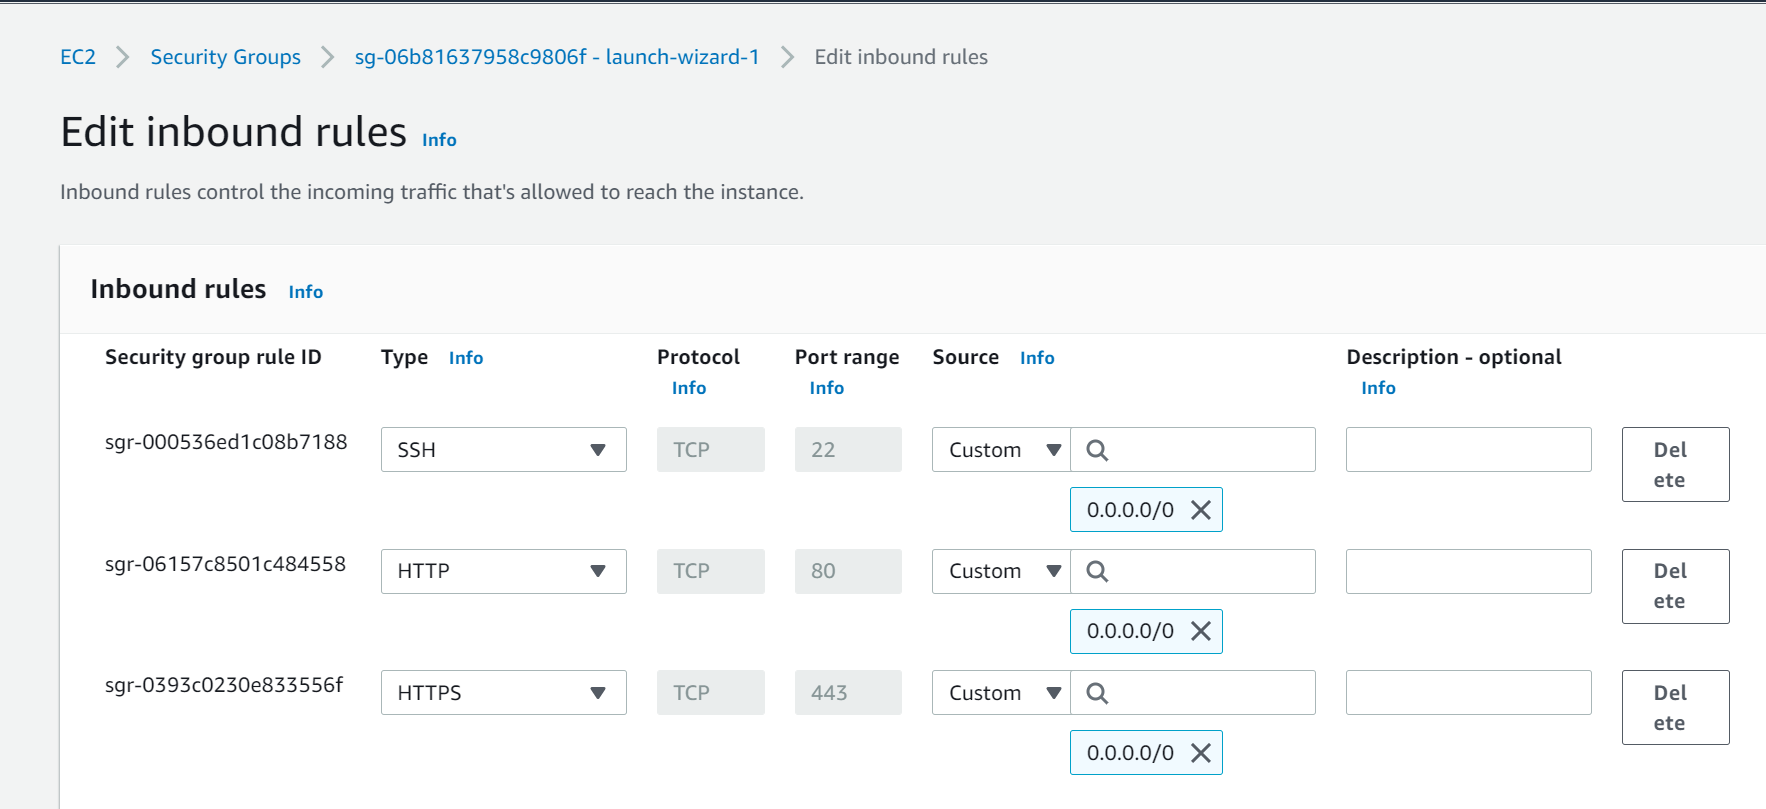 EC2 > Security Groups > sg-06b81637958c9806f - launch-wizard-1 > Edit inbound rules
Edit inbound rules Info
Inbound rules control the incoming traffic that's allowed to reach the instance.
Inbound rules Info
Security group rule ID Type Info Protocol Info Port range Info Source Info Description - optional Info
sgr-000536ed1c08b7188 SSH TCP 22 Custom Delete
0.0.0.0/0
sgr-06157c8501c484558 HTTP TCP 80 Custom Delete
0.0.0.0/0
sgr-0393c0230e833556f HTTPS TCP 443 Custom Delete
0.0.0.0/0